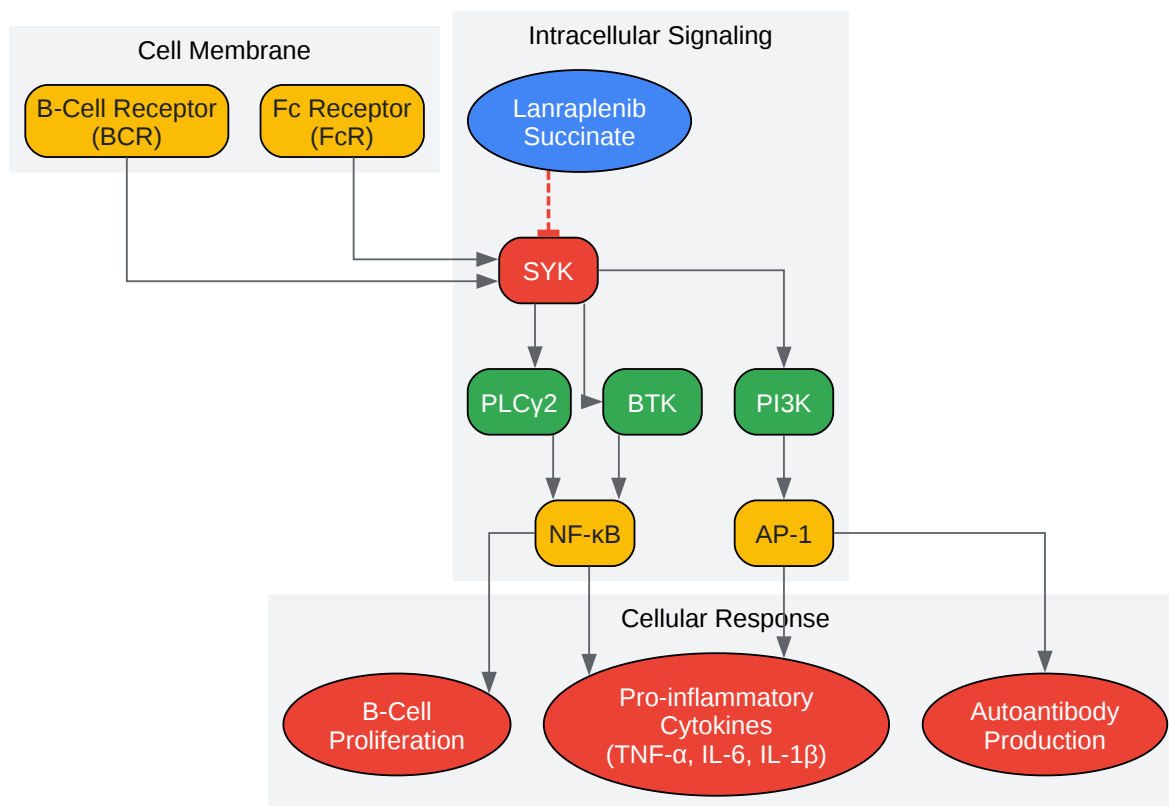 Cell Membrane
B-Cell Receptor
(BCR)
Fc Receptor
(FcR)
Intracellular Signaling
Lanraplenib
Succinate
SYK
PLCγ2
BTK
PI3K
NF-κB
AP-1
Cellular Response
B-Cell
Proliferation
Pro-inflammatory
Cytokines
(TNF-α, IL-6, IL-1β)
Autoantibody
Production